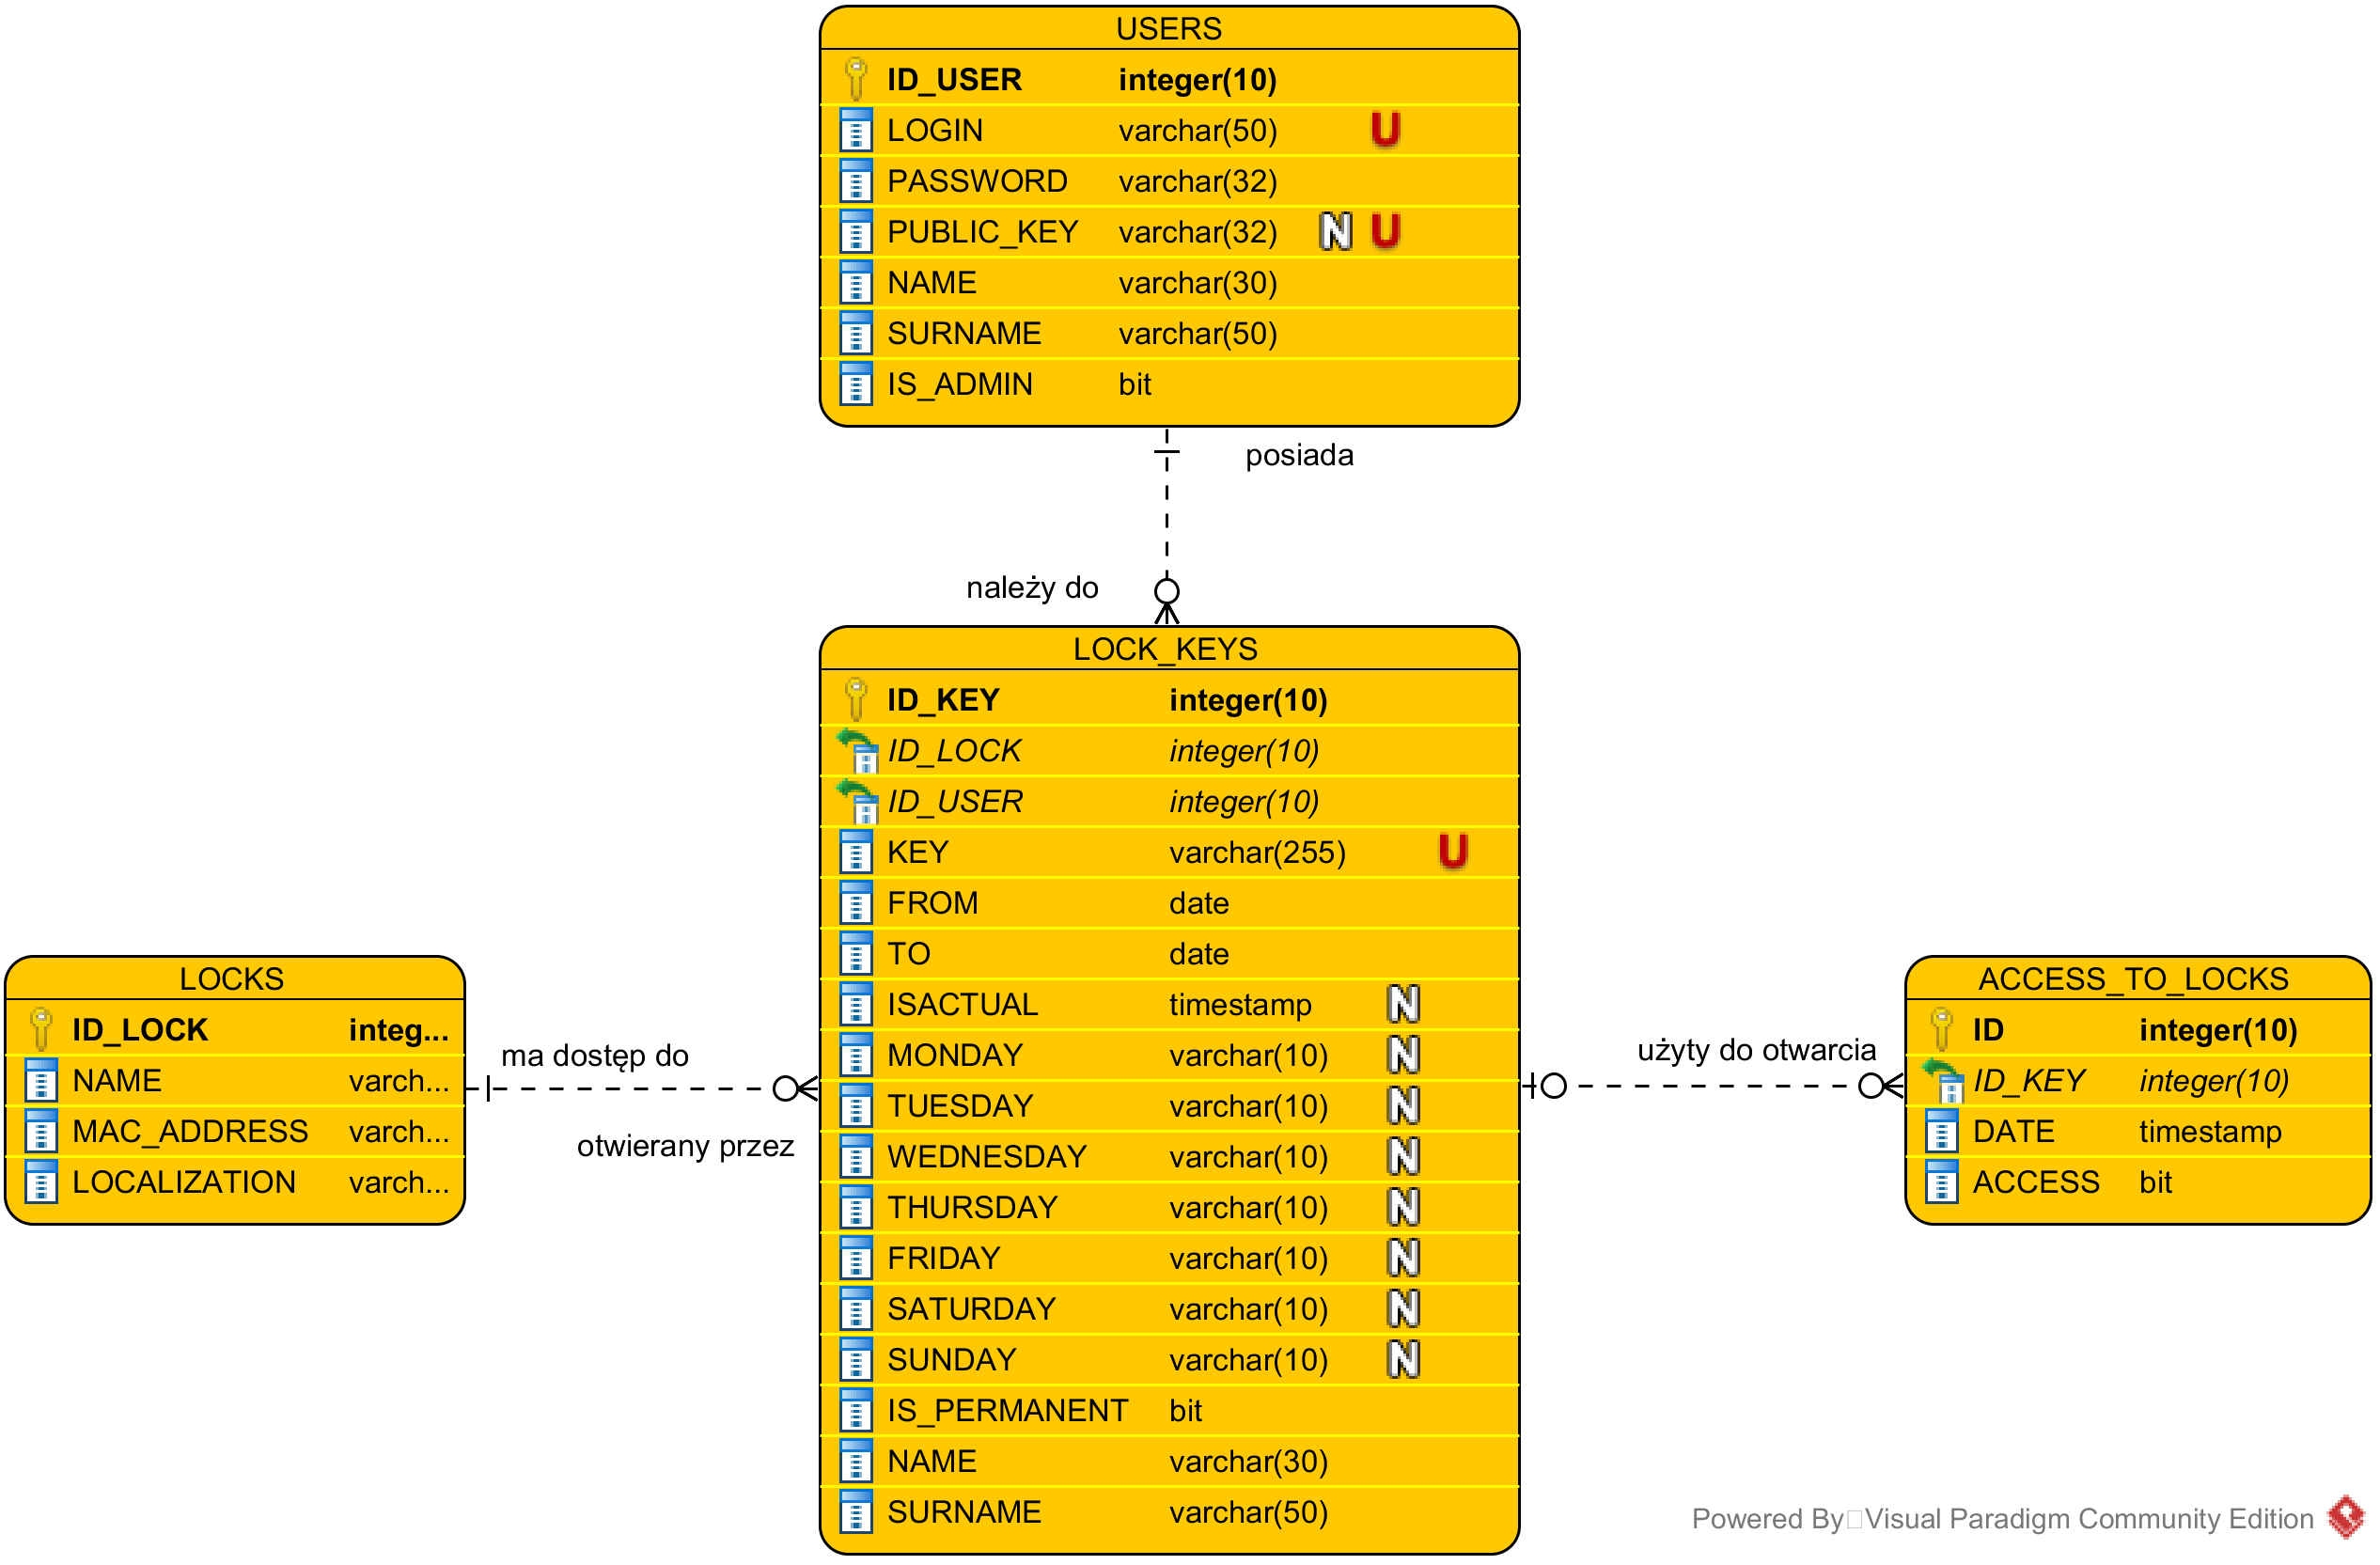 USERS
ID_USER integer(10)
LOGIN varchar(50) U
PASSWORD varchar(32)
PUBLIC_KEY varchar(32) N U
NAME varchar(30)
SURNAME varchar(50)
IS_ADMIN bit
posiada
należy do
LOCK_KEYS
ID_KEY integer(10)
ID_LOCK integer(10)
ID_USER integer(10)
KEY varchar(255) U
FROM date
TO date
ISACTUAL timestamp N
MONDAY varchar(10) N
TUESDAY varchar(10) N
WEDNESDAY varchar(10) N
THURSDAY varchar(10) N
FRIDAY varchar(10) N
SATURDAY varchar(10) N
SUNDAY varchar(10) N
IS_PERMANENT bit
NAME varchar(30)
SURNAME varchar(50)
LOCKS
ID_LOCK integ...
NAME varch...
MAC_ADDRESS varch...
LOCALIZATION varch...
ma dostęp do
otwierany przez
użyty do otwarcia
ACCESS_TO_LOCKS
ID integer(10)
ID_KEY integer(10)
DATE timestamp
ACCESS bit
Powered By Visual Paradigm Community Edition